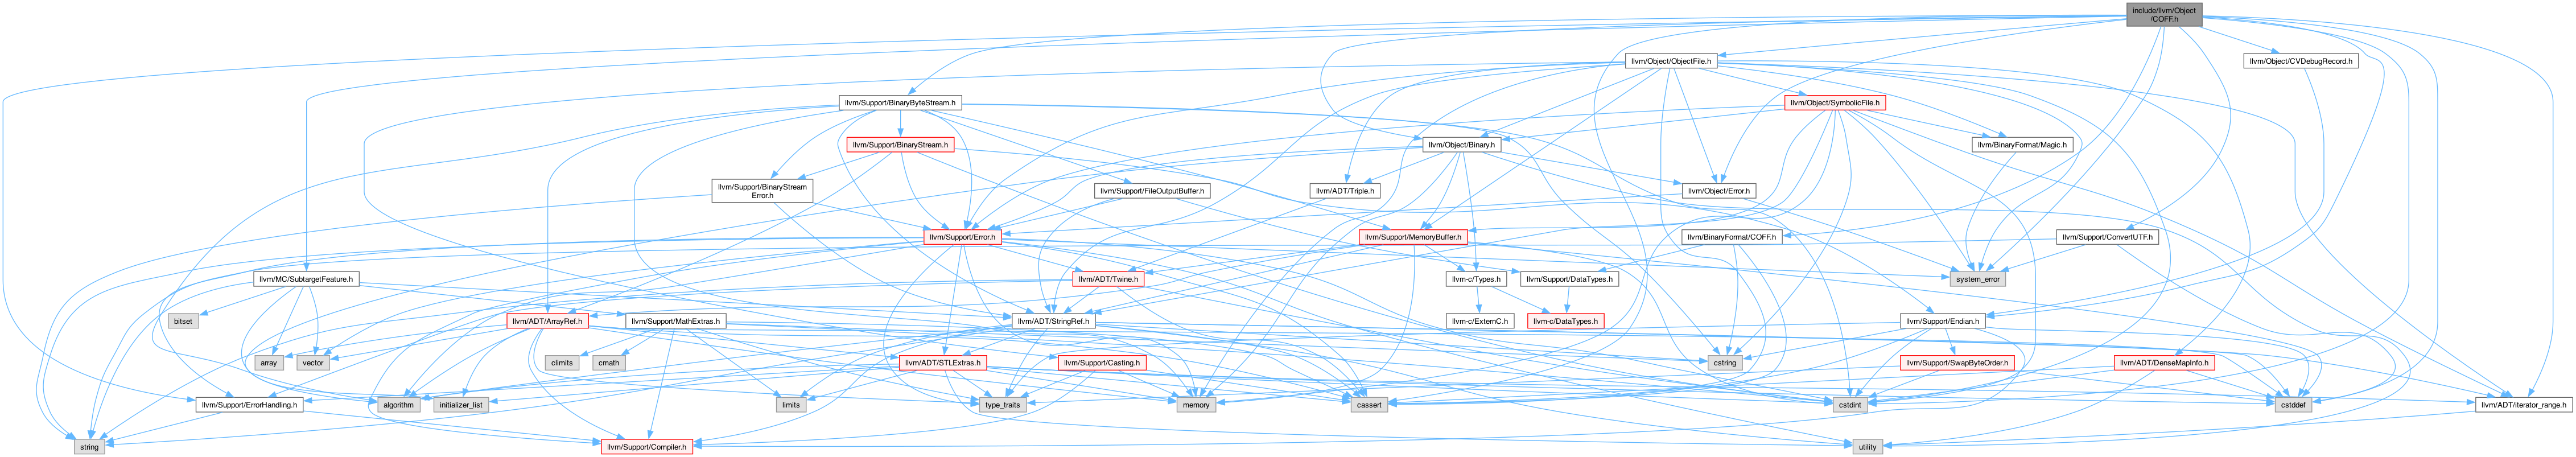 include/llvm/Object
/COFF.h
llvm/Object/ObjectFile.h
llvm/Object/CVDebugRecord.h
llvm/Support/BinaryByteStream.h
llvm/Object/SymbolicFile.h
llvm/Support/BinaryStream.h
llvm/Object/Binary.h
llvm/BinaryFormat/Magic.h
llvm/Support/BinaryStream
Error.h
llvm/Support/FileOutputBuffer.h
llvm/ADT/Triple.h
llvm/Object/Error.h
llvm/Support/Error.h
llvm/Support/MemoryBuffer.h
llvm/BinaryFormat/COFF.h
llvm/Support/ConvertUTF.h
llvm/MC/SubtargetFeature.h
llvm/ADT/Twine.h
llvm-c/Types.h
llvm/Support/DataTypes.h
system_error
bitset
llvm/ADT/ArrayRef.h
llvm/Support/MathExtras.h
llvm/ADT/StringRef.h
llvm-c/ExternC.h
llvm-c/DataTypes.h
llvm/Support/Endian.h
array
vector
climits
cmath
llvm/ADT/STLExtras.h
llvm/Support/Casting.h
cstring
llvm/Support/SwapByteOrder.h
llvm/ADT/DenseMapInfo.h
llvm/Support/ErrorHandling.h
algorithm
initializer_list
limits
type_traits
memory
cassert
cstdint
cstddef
llvm/ADT/iterator_range.h
string
llvm/Support/Compiler.h
utility